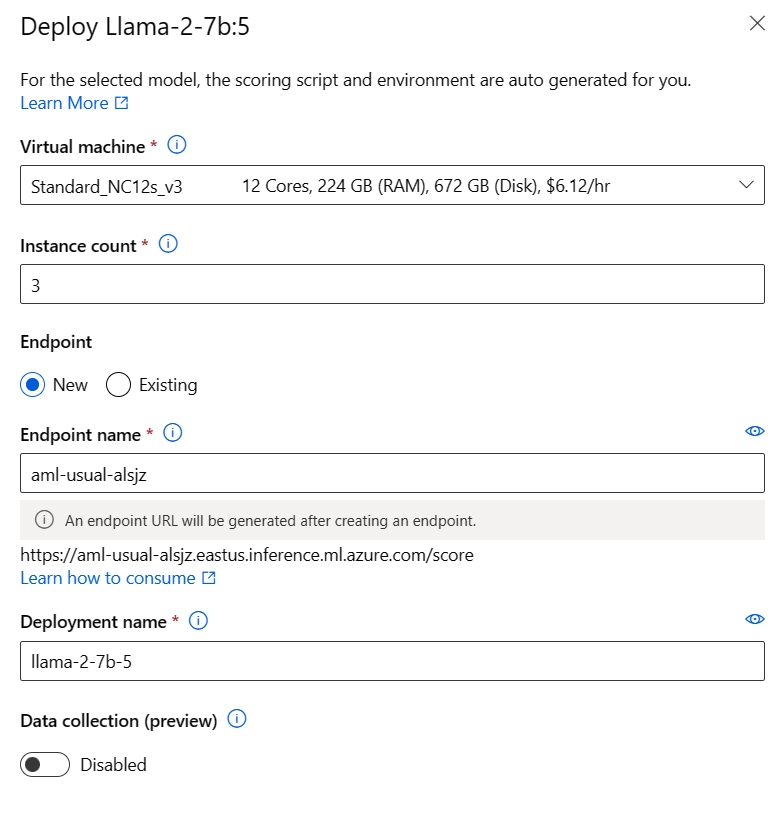 Deploy Llama-2-7b:5
For the selected model, the scoring script and environment are auto generated for you.
Learn More
Virtual machine *
Standard_NC12s_v3 12 Cores, 224 GB (RAM), 672 GB (Disk), $6.12/hr
Instance count *
3
Endpoint
New Existing
Endpoint name *
aml-usual-alsjz
An endpoint URL will be generated after creating an endpoint.
https://aml-usual-alsjz.eastus.inference.ml.azure.com/score
Learn how to consume
Deployment name *
llama-2-7b-5
Data collection (preview)
Disabled